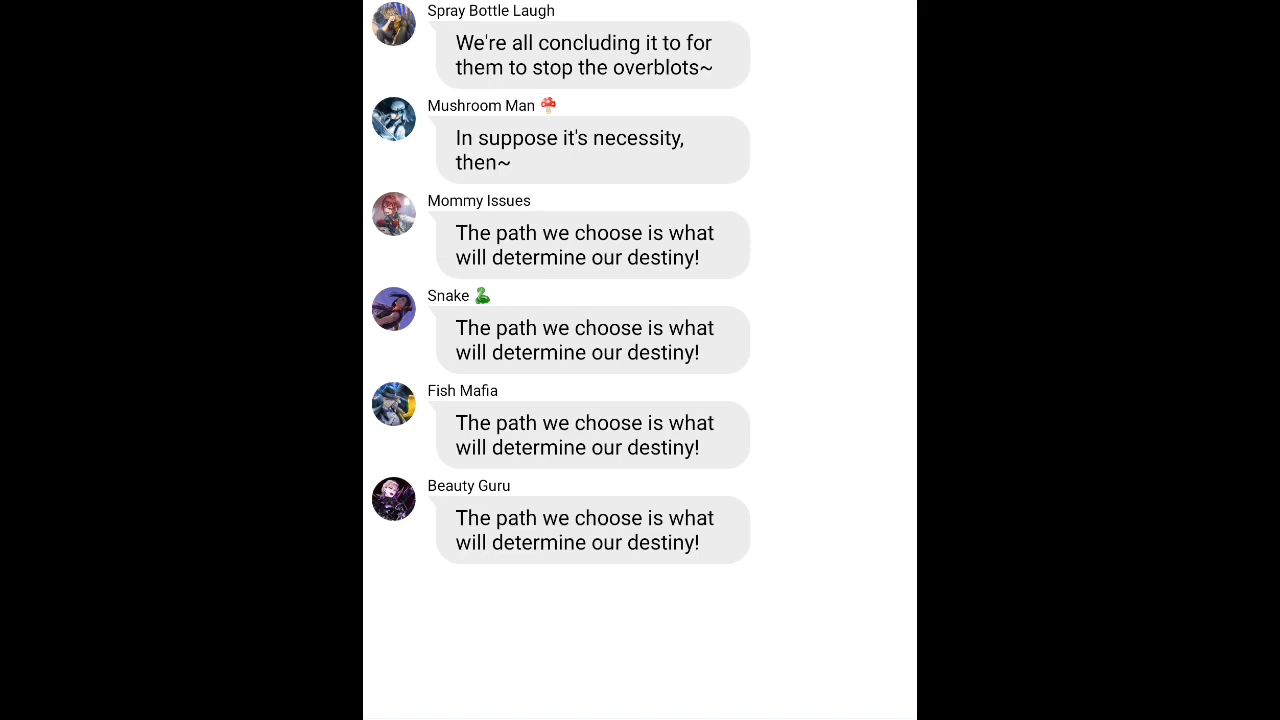 Spray Bottle Laugh
We're all concluding it to for
them to stop the overblots~
Mushroom Man 🍄
In suppose it's necessity,
then~
Mommy Issues
The path we choose is what
will determine our destiny!
Snake 🐍
The path we choose is what
will determine our destiny!
Fish Mafia
The path we choose is what
will determine our destiny!
Beauty Guru
The path we choose is what
will determine our destiny!